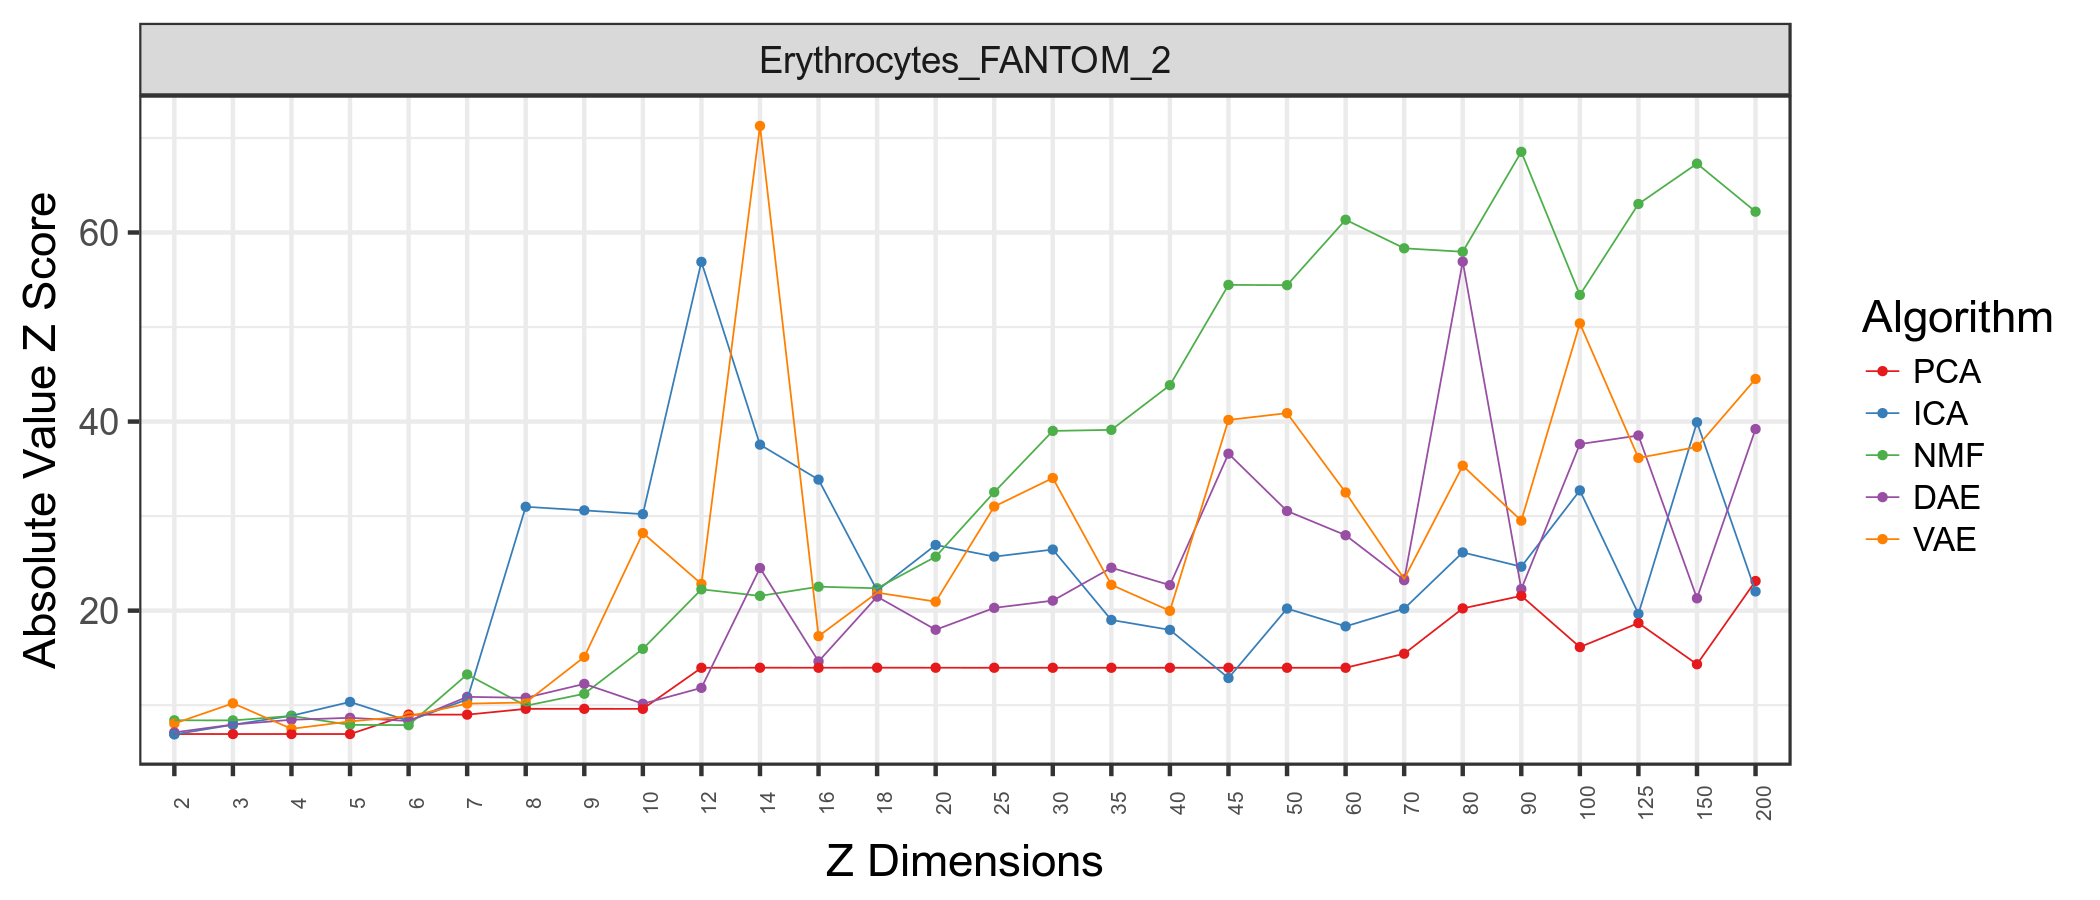 Erythrocytes_FANTOM_2
Absolute Value Z Score
60
40
20
2 3 4 5 6 7 8 9 10 12 14 16 18 20 25 30 35 40 45 50 60 70 80 90 100 125 150 200
Z Dimensions
Algorithm
PCA
ICA
NMF
DAE
VAE